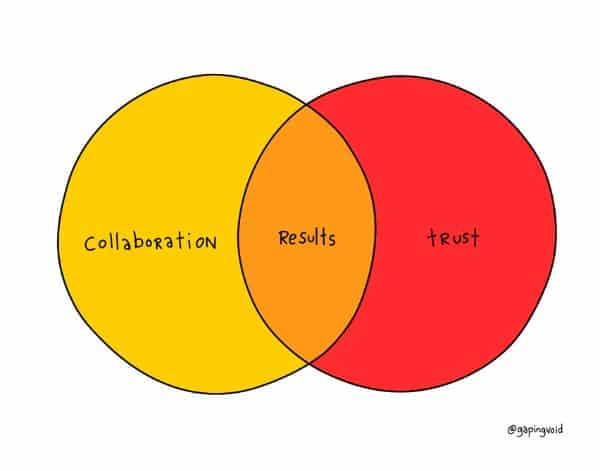 Collaboration
Results
trust
@gapingvoid